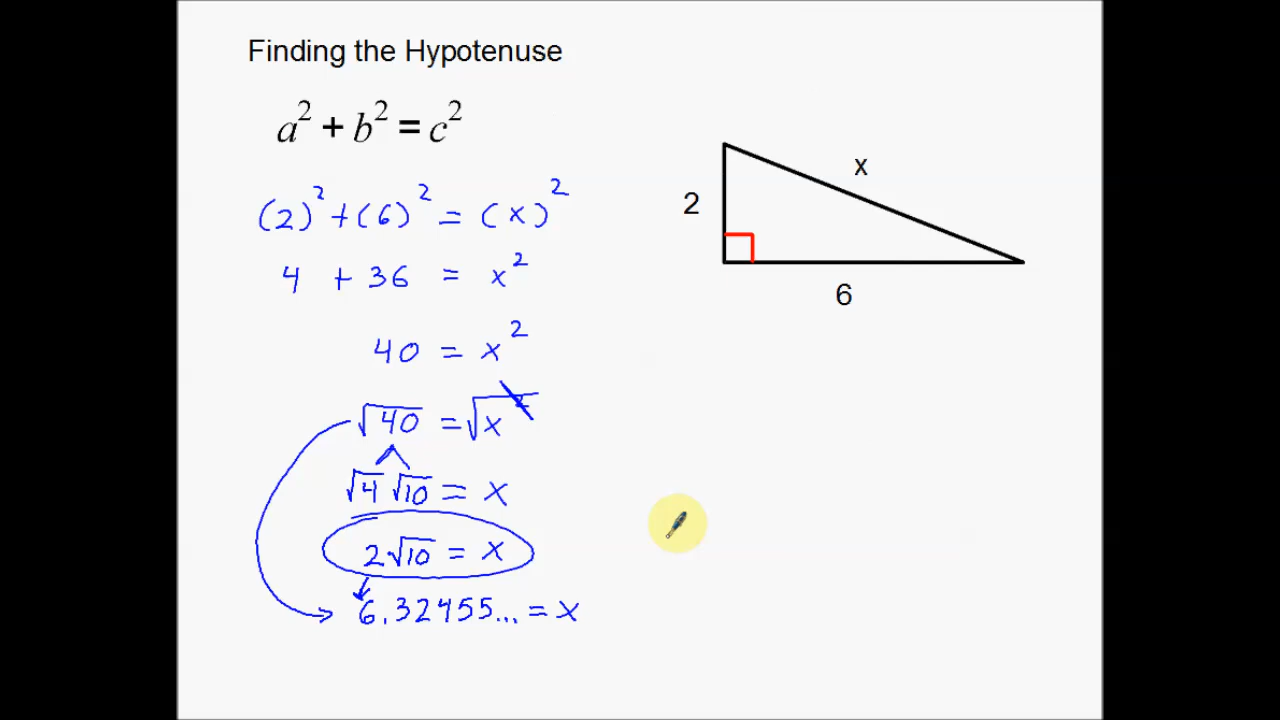 Finding the Hypotenuse
a² + b² = c²
(2)² + (6)² = (x)²
4 + 36 = x²
40 = x²
√40 = √x²
√4 √10 = x
2√10 = x
6.32455... = x
x
2
6